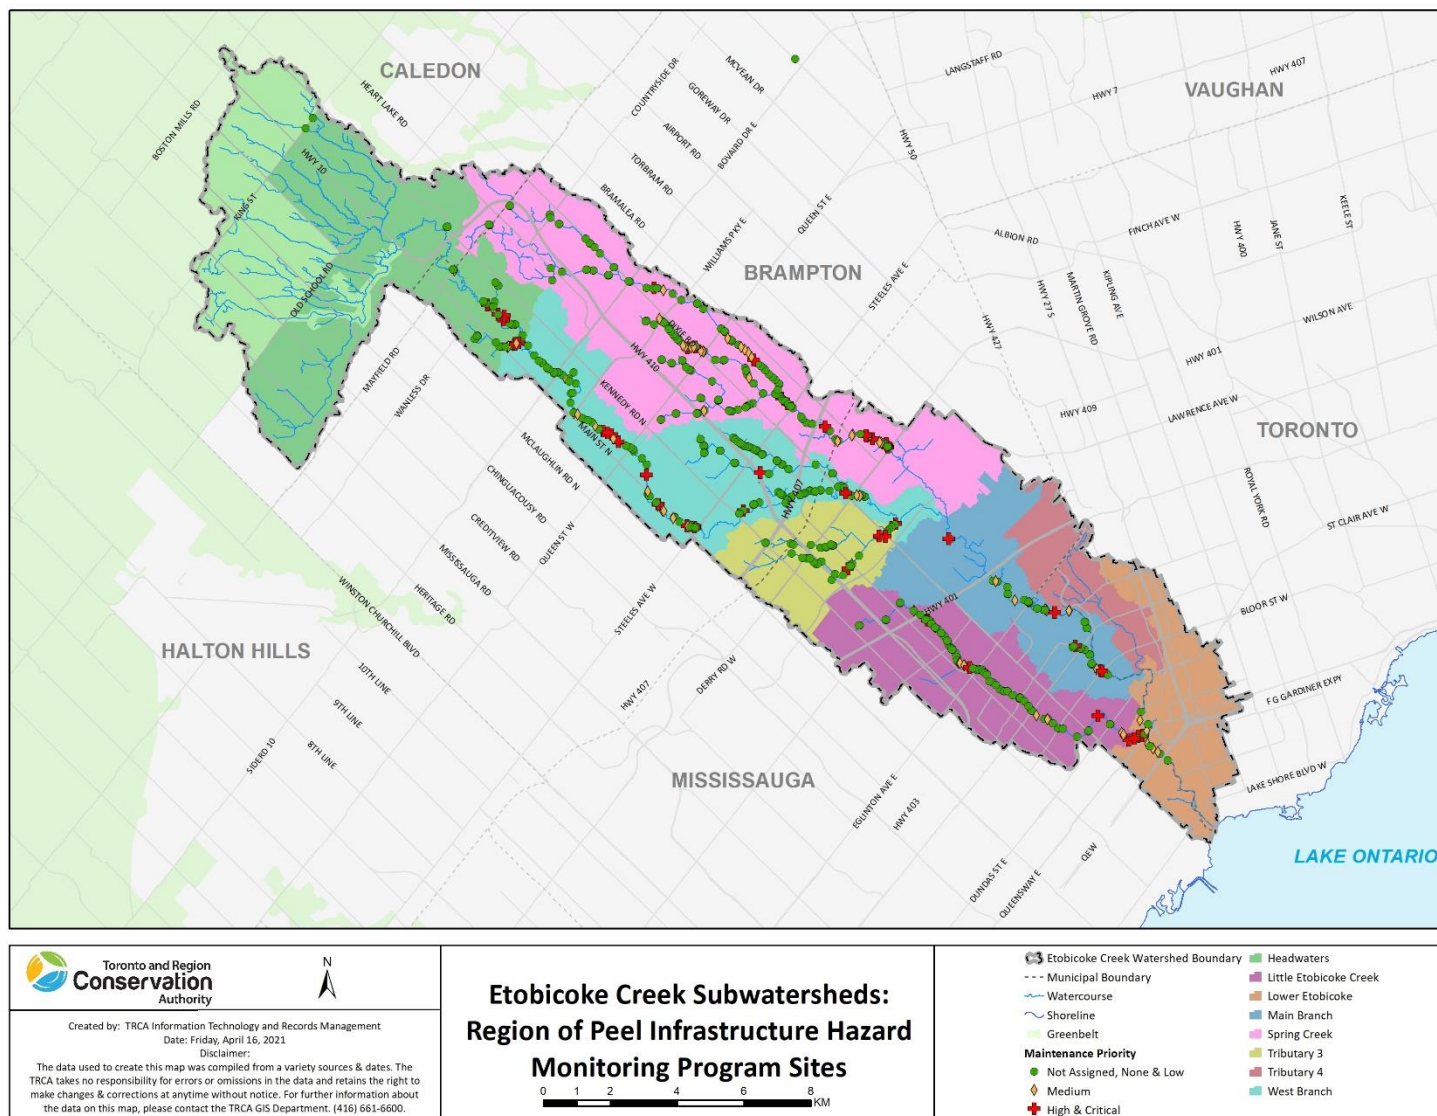 CALEDON
VAUGHAN
BRAMPTON
TORONTO
HALTON HILLS
MISSISSAUGA
LAKE ONTARIO
BOSTON MILLS RD
HEART LAKE RD
HWY 10
KING ST
OLD SCHOOL RD
MAYFIELD RD
WANLESS DR
COUNTRYSIDE DR
MCVEAN DR
GOREWAY DR
AIRPORT RD
BOVAIRD DR E
TORBRAM RD
BRAMALEA RD
WILLIAMS PKY E
QUEEN ST E
STEELES AVE E
HWY 50
LANGSTAFF RD
HWY 7
HWY 407
ALBION RD
FINCH AVE W
HWY 400
JANE ST
KEELE ST
HWY 27 S
MARTIN GROVE RD
KIPLING AVE
HWY 427
WILSON AVE
HWY 401
HWY 409
LAWRENCE AVE W
ROYAL YORK RD
ST CLAIR AVE W
BLOOR ST W
F G GARDINER EXPY
LAKE SHORE BLVD W
DIXIE RD
HWY 410
KENNEDY RD N
MAIN ST N
MCLAUGHLIN RD N
CHINGUACOUSY RD
CREDITVIEW RD
QUEEN ST W
MISSISSAUGA RD
HERITAGE RD
WINSTON CHURCHILL BLVD
STEELES AVE W
HWY 407
HWY 401
10TH LINE
9TH LINE
8TH LINE
SIDERD 10
HWY 407
DERRY RD W
EGLINTON AVE E
HWY 403
DUNDAS ST E
QUEENSWAY E
QEW
Toronto and Region
Conservation
Authority
N
Created by: TRCA Information Technology and Records Management
Date: Friday, April 16, 2021
Disclaimer:
The data used to create this map was compiled from a variety sources & dates. The
TRCA takes no responsibility for errors or omissions in the data and retains the right to
make changes & corrections at anytime without notice. For further information about
the data on this map, please contact the TRCA GIS Department. (416) 661-6600.
Etobicoke Creek Subwatersheds:
Region of Peel Infrastructure Hazard
Monitoring Program Sites
0 1 2 4 6 8
KM
Etobicoke Creek Watershed Boundary
Municipal Boundary
Watercourse
Shoreline
Greenbelt
Maintenance Priority
Not Assigned, None & Low
Medium
High & Critical
Headwaters
Little Etobicoke Creek
Lower Etobicoke
Main Branch
Spring Creek
Tributary 3
Tributary 4
West Branch